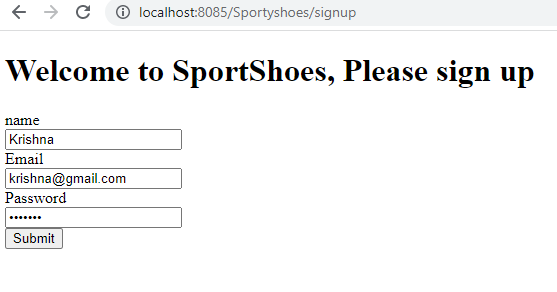 localhost:8085/Sportyshoes/signup
Welcome to SportShoes, Please sign up
name
Krishna
Email
krishna@gmail.com
Password
•••••••
Submit